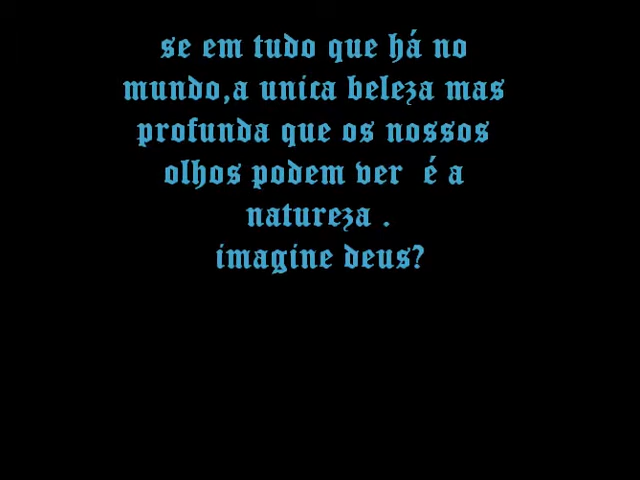 se em tudo que há no
mundo,a unica beleza mas
profunda que os nossos
olhos podem ver é a
natureza .
imagine deus?